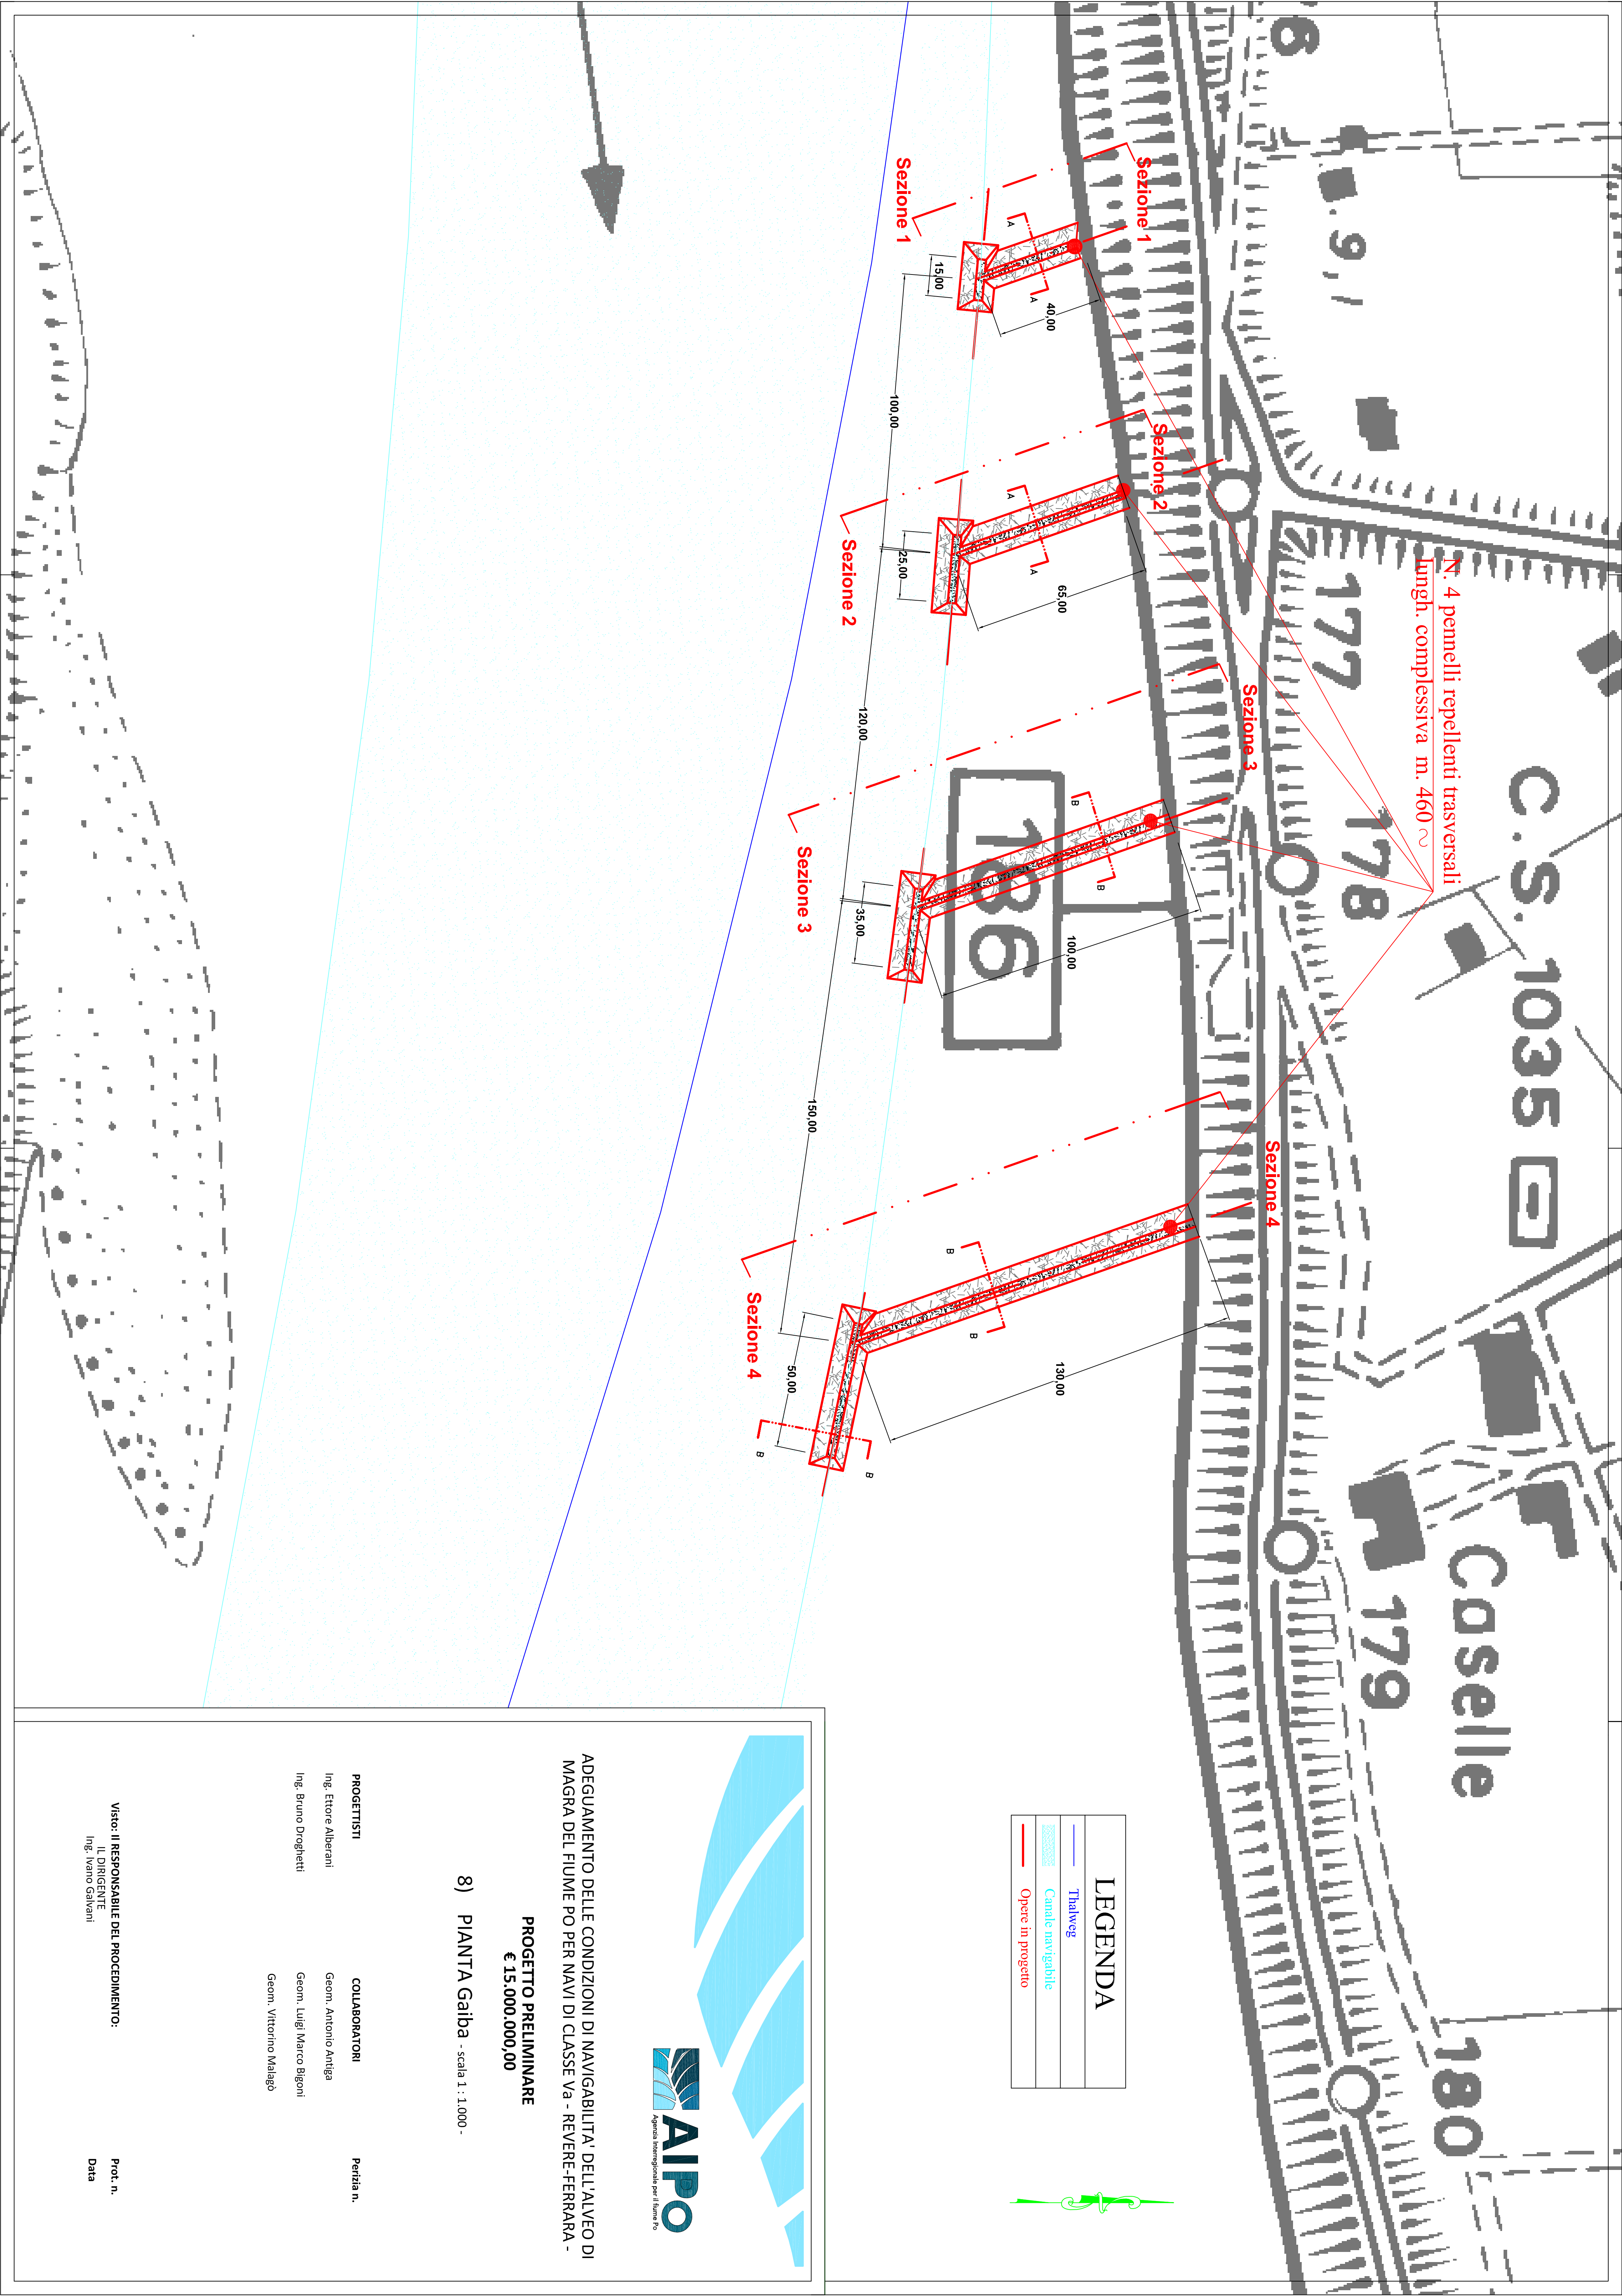 6
. 9,1
177
178
C.S. 1035
Caselle
179
180
186
N. 4 pennelli repellenti trasversali
lungh. complessiva m. 460 ~
Sezione 1
Sezione 1
A
A
15,00
40,00
100,00
Sezione 2
Sezione 2
A
A
25,00
65,00
120,00
Sezione 3
Sezione 3
B
B
35,00
100,00
150,00
Sezione 4
Sezione 4
B
B
50,00
130,00
B
B
LEGENDA
Thalweg
Canale navigabile
Opere in progetto
AIPO
Agenzia Interregionale per il fiume Po
ADEGUAMENTO DELLE CONDIZIONI DI NAVIGABILITA' DELL'ALVEO DI
MAGRA DEL FIUME PO PER NAVI DI CLASSE Va - REVERE-FERRARA -
PROGETTO PRELIMINARE
€ 15.000.000,00
8) PIANTA Gaiba - scala 1 : 1.000 -
PROGETTISTI COLLABORATORI Perizia n.
Ing. Ettore Alberani Geom. Antonio Antiga
Ing. Bruno Droghetti Geom. Luigi Marco Bigoni
Geom. Vittorino Malagò
Visto: Il RESPONSABILE DEL PROCEDIMENTO: Prot. n.
IL DIRIGENTE
Ing. Ivano Galvani Data